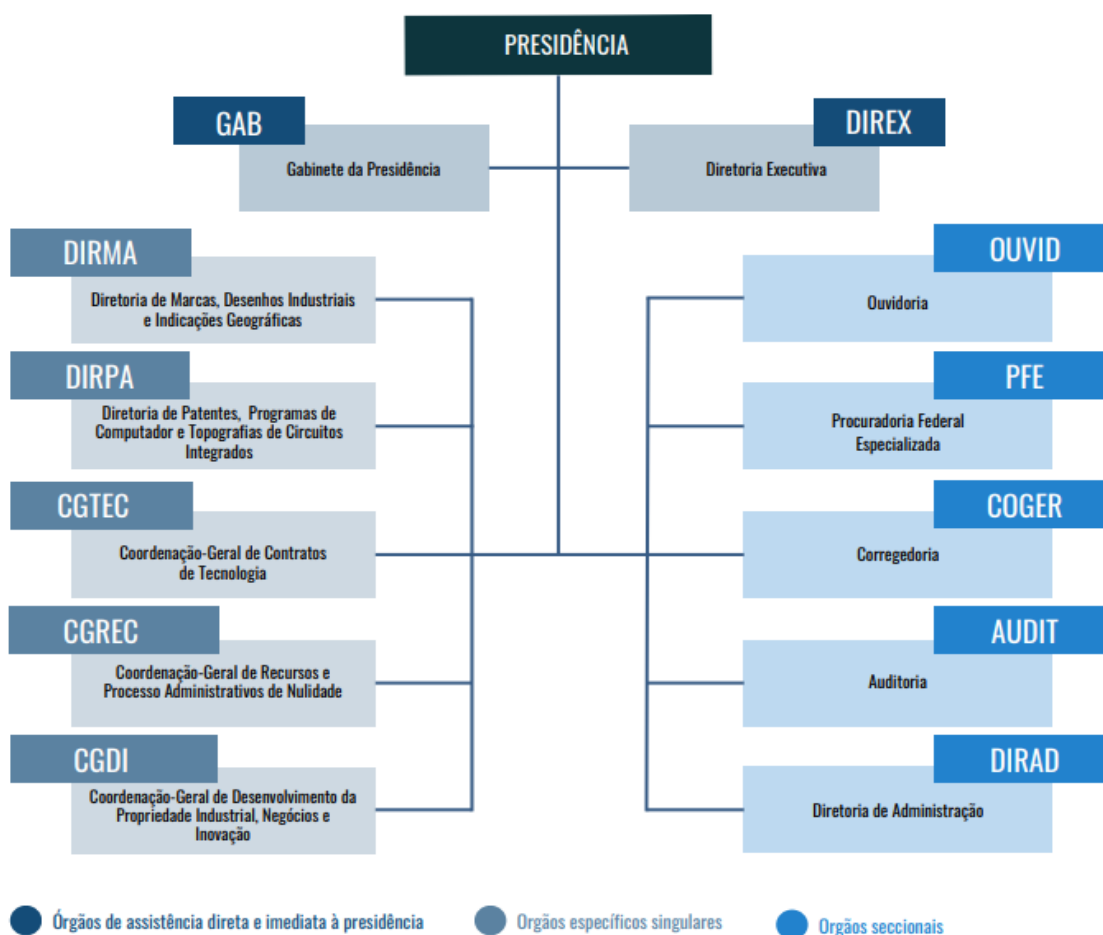 PRESIDÊNCIA
GAB
Gabinete da Presidência
DIREX
Diretoria Executiva
DIRMA
Diretoria de Marcas, Desenhos Industriais
e Indicações Geográficas
OUVID
Ouvidoria
DIRPA
Diretoria de Patentes, Programas de
Computador e Topografias de Circuitos
Integrados
PFE
Procuradoria Federal
Especializada
CGTEC
Coordenação-Geral de Contratos
de Tecnologia
COGER
Corregedoria
CGREC
Coordenação-Geral de Recursos e
Processo Administrativos de Nulidade
AUDIT
Auditoria
CGDI
Coordenação-Geral de Desenvolvimento da
Propriedade Industrial, Negócios e
Inovação
DIRAD
Diretoria de Administração
Órgãos de assistência direta e imediata à presidência
Orgãos específicos singulares
Orgãos seccionais